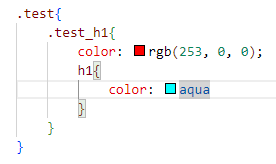 .test{
    .test_h1{
        color: rgb(253, 0, 0);
        h1{
            color: aqua
        }
    }
}